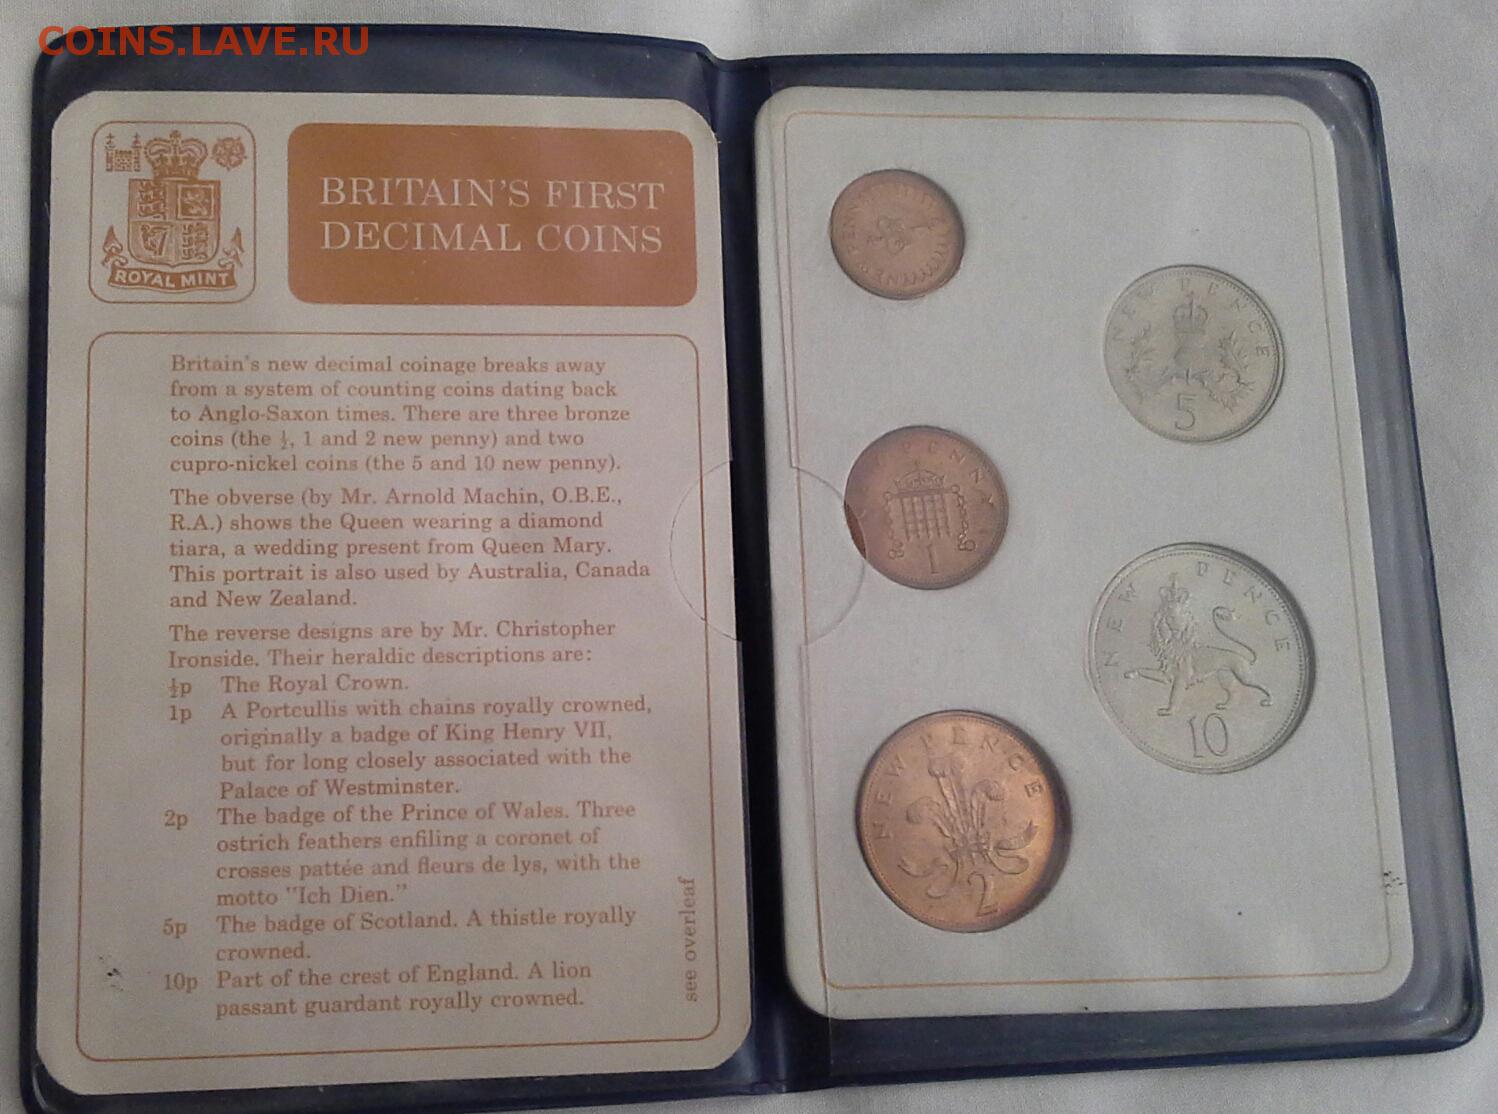 COINS.LAVE.RU
ROYAL MINT
BRITAIN'S FIRST
DECIMAL COINS
Britain's new decimal coinage breaks away
from a system of counting coins dating back
to Anglo-Saxon times. There are three bronze
coins (the ½, 1 and 2 new penny) and two
cupro-nickel coins (the 5 and 10 new penny).
The obverse (by Mr. Arnold Machin, O.B.E.,
R.A.) shows the Queen wearing a diamond
tiara, a wedding present from Queen Mary.
This portrait is also used by Australia, Canada
and New Zealand.
The reverse designs are by Mr. Christopher
Ironside. Their heraldic descriptions are:
½p The Royal Crown.
1p A Portcullis with chains royally crowned,
originally a badge of King Henry VII,
but for long closely associated with the
Palace of Westminster.
2p The badge of the Prince of Wales. Three
ostrich feathers enfiling a coronet of
crosses pattée and fleurs de lys, with the
motto "Ich Dien."
5p The badge of Scotland. A thistle royally
crowned.
10p Part of the crest of England. A lion
passant guardant royally crowned.
see overleaf
NEW PENCE
5
PENNY
1
NEW PENCE
10
NEW PENCE
2